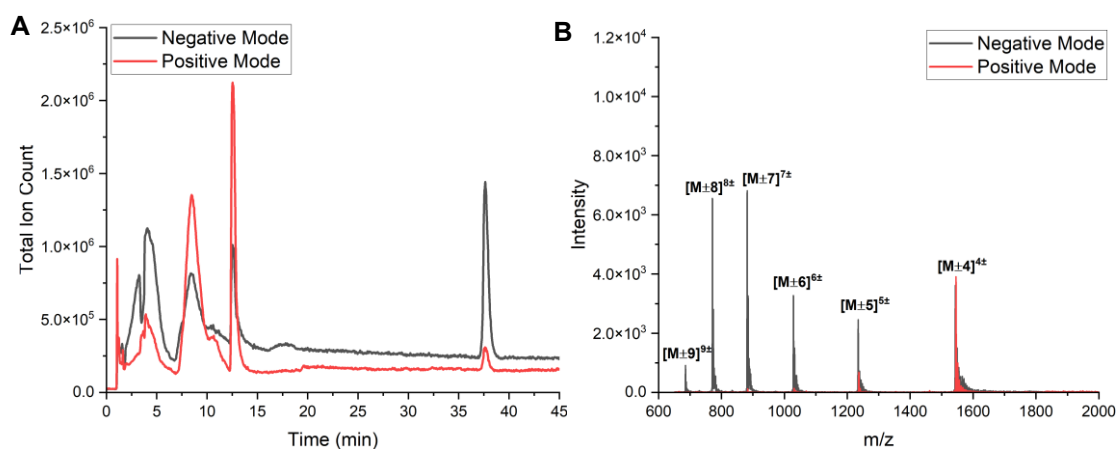 A
Negative Mode
Positive Mode
2.5×10⁶
2.0×10⁶
1.5×10⁶
1.0×10⁶
5.0×10⁵
0.0
Total Ion Count
0 5 10 15 20 25 30 35 40 45
Time (min)
B
Negative Mode
Positive Mode
1.2×10⁴
1.0×10⁴
8.0×10³
6.0×10³
4.0×10³
2.0×10³
0.0
Intensity
[M±9]⁹±
[M±8]⁸±
[M±7]⁷±
[M±6]⁶±
[M±5]⁵±
[M±4]⁴±
600 800 1000 1200 1400 1600 1800 2000
m/z